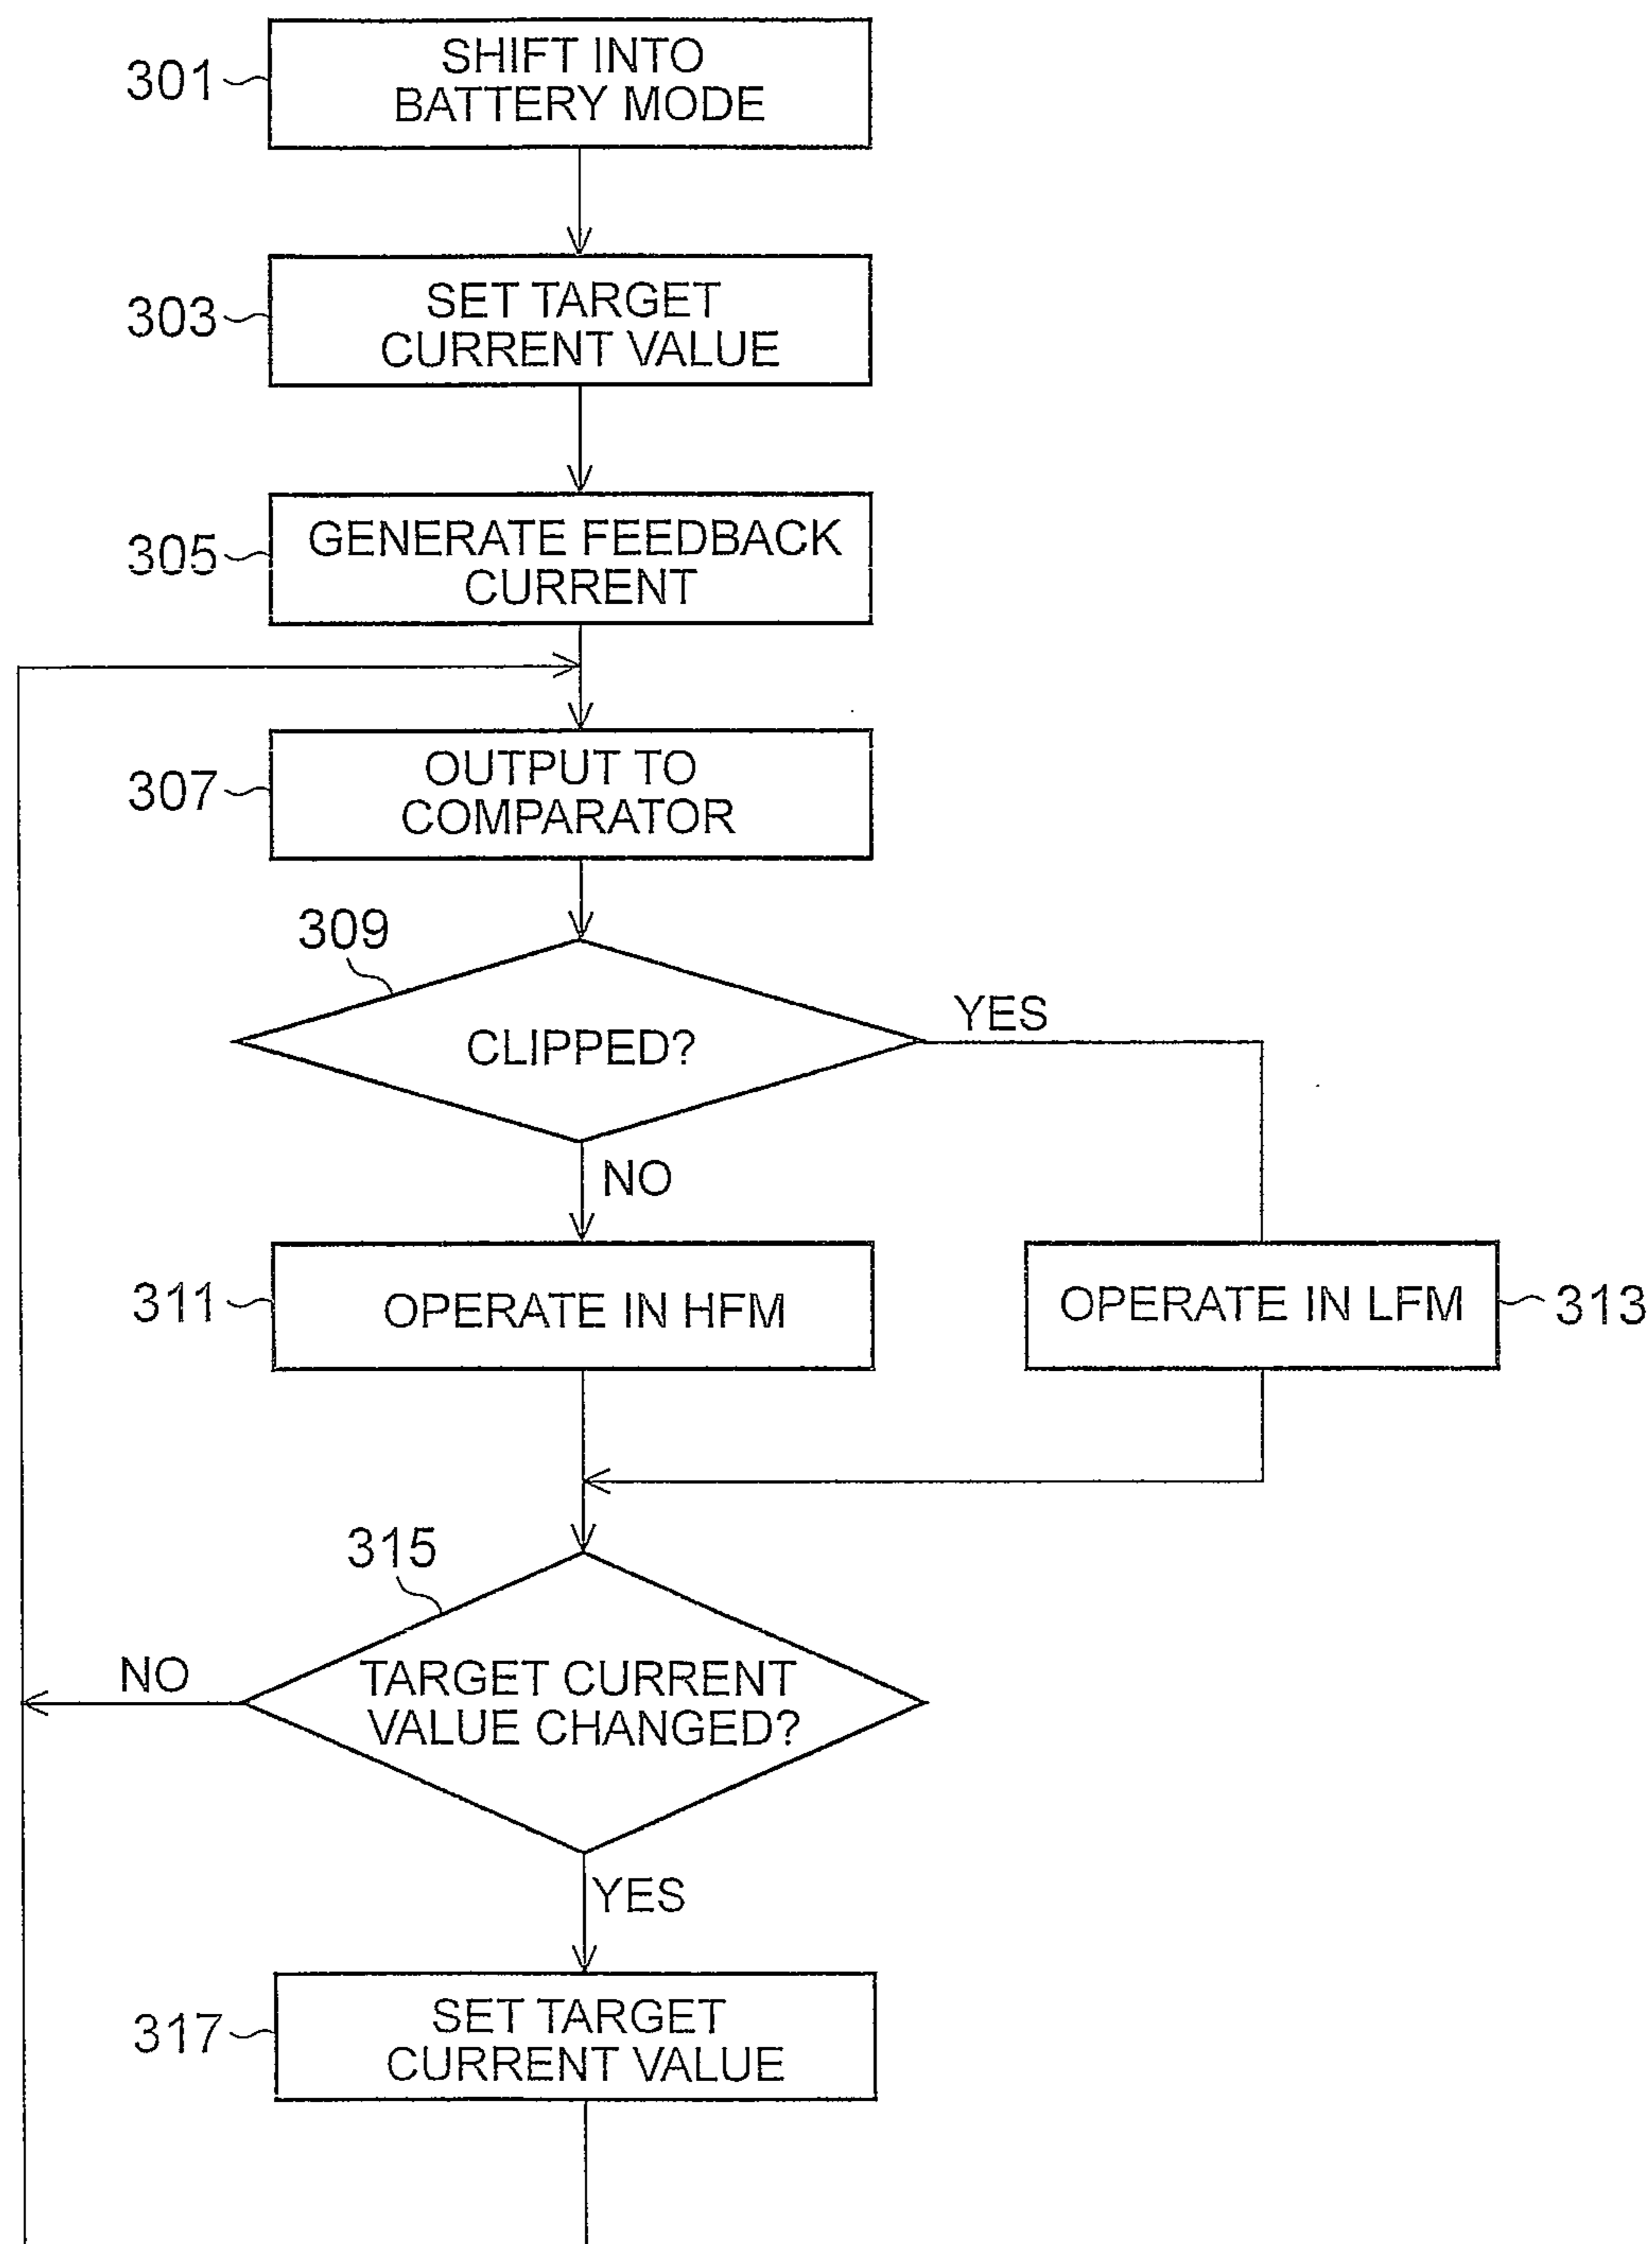 301
SHIFT INTO
BATTERY MODE
303
SET TARGET
CURRENT VALUE
305
GENERATE FEEDBACK
CURRENT
307
OUTPUT TO
COMPARATOR
309
CLIPPED?
YES
NO
311
OPERATE IN HFM
OPERATE IN LFM
313
315
TARGET CURRENT
VALUE CHANGED?
NO
YES
317
SET TARGET
CURRENT VALUE